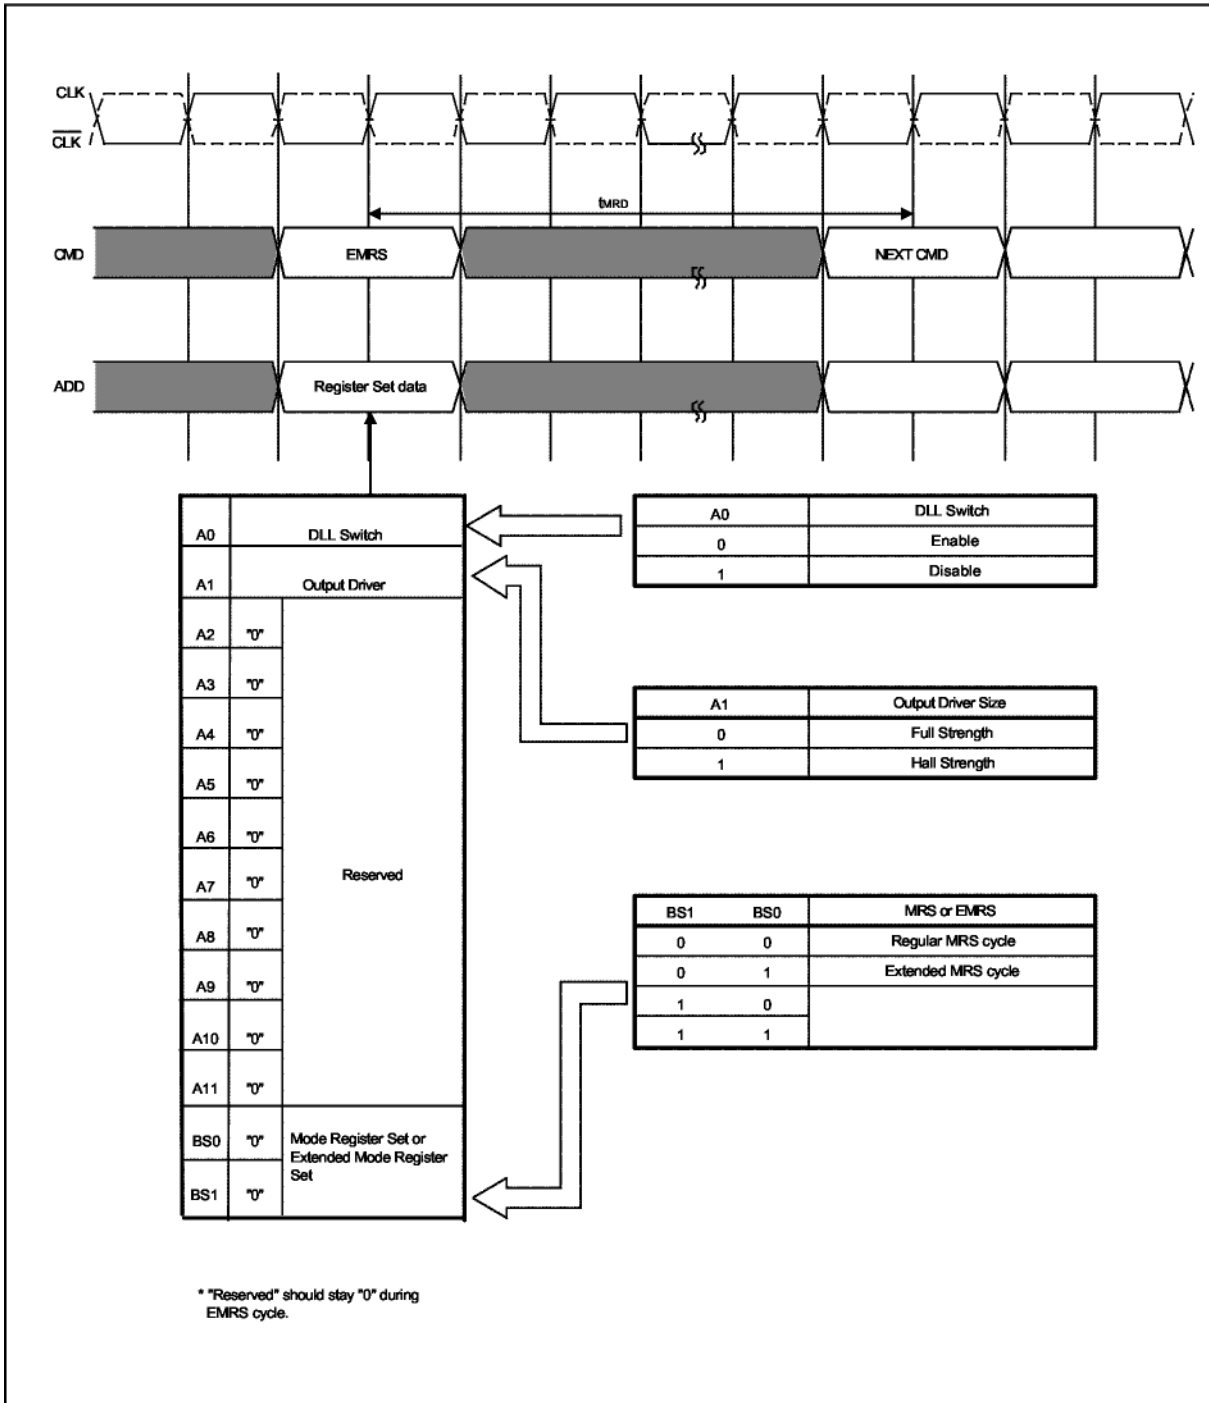 CLK
CLK
tMRD
CMD
EMRS
NEXT CMD
ADD
Register Set data
A0 DLL Switch
A1 Output Driver
A2 "0"
A3 "0"
A4 "0"
A5 "0"
A6 "0"
A7 "0"
Reserved
A8 "0"
A9 "0"
A10 "0"
A11 "0"
BS0 "0"
BS1 "0"
Mode Register Set or
Extended Mode Register
Set
A0 DLL Switch
0 Enable
1 Disable
A1 Output Driver Size
0 Full Strength
1 Hall Strength
BS1 BS0 MRS or EMRS
0 0 Regular MRS cycle
0 1 Extended MRS cycle
1 0
1 1
* "Reserved" should stay "0" during
EMRS cycle.